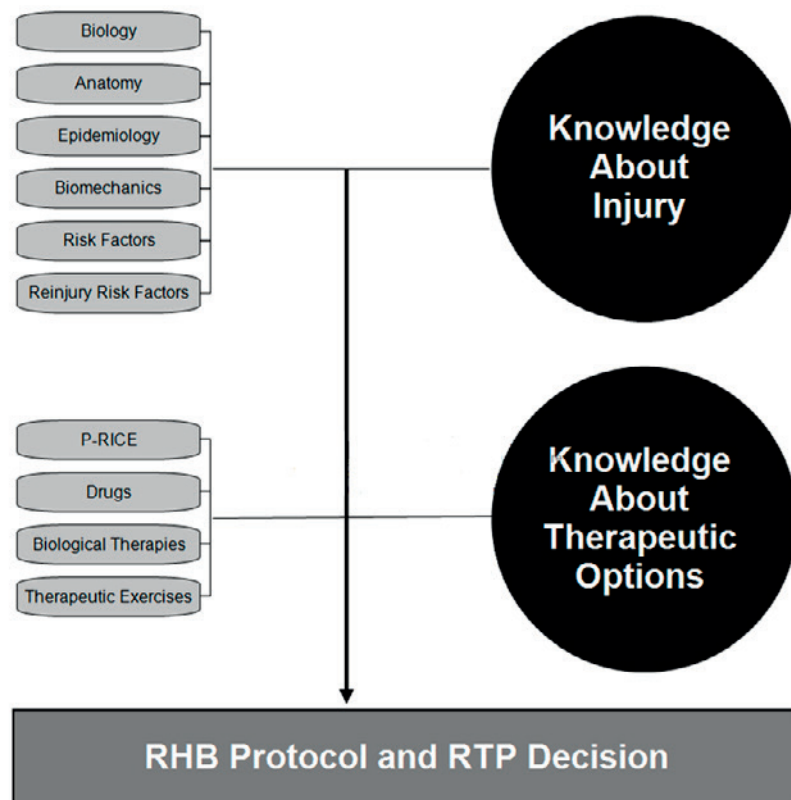 Biology
Anatomy
Epidemiology
Biomechanics
Risk Factors
Reinjury Risk Factors
Knowledge
About
Injury
P-RICE
Drugs
Biological Therapies
Therapeutic Exercises
Knowledge
About
Therapeutic
Options
RHB Protocol and RTP Decision